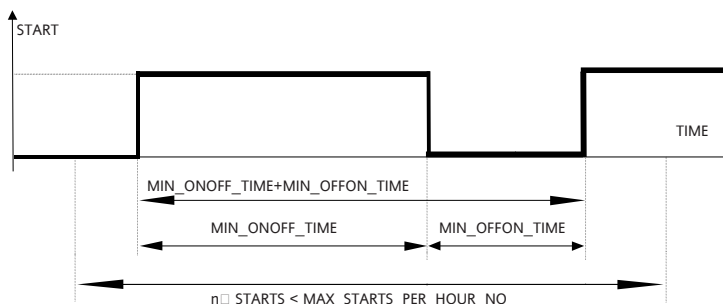 START
TIME
MIN_ONOFF_TIME+MIN_OFFON_TIME
MIN_ONOFF_TIME MIN_OFFON_TIME
n□ STARTS < MAX_STARTS_PER_HOUR_NO